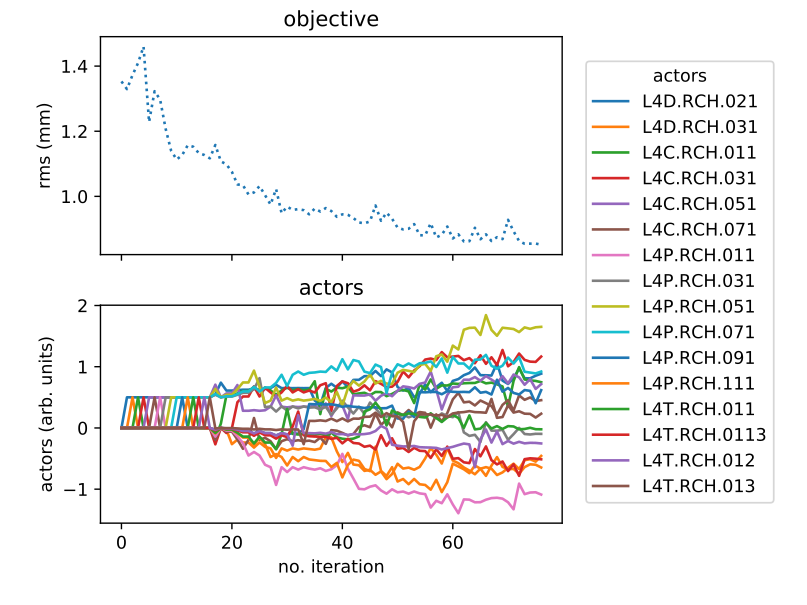 objective
1.4
1.2
1.0
rms (mm)
actors
2
1
0
−1
actors (arb. units)
0 20 40 60
no. iteration
actors
L4D.RCH.021
L4D.RCH.031
L4C.RCH.011
L4C.RCH.031
L4C.RCH.051
L4C.RCH.071
L4P.RCH.011
L4P.RCH.031
L4P.RCH.051
L4P.RCH.071
L4P.RCH.091
L4P.RCH.111
L4T.RCH.011
L4T.RCH.0113
L4T.RCH.012
L4T.RCH.013